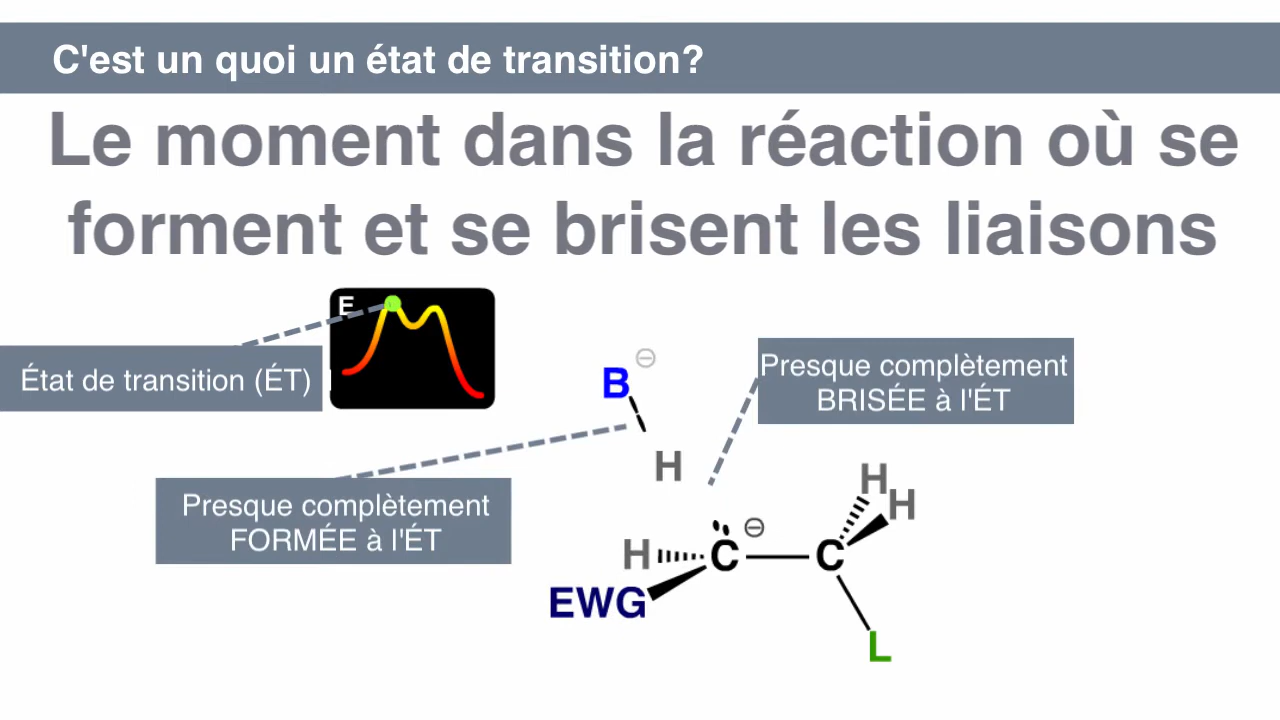 C'est un quoi un état de transition?
Le moment dans la réaction où se
forment et se brisent les liaisons
E
État de transition (ÉT)
B ⊖
Presque complètement
BRISÉE à l'ÉT
H
Presque complètement
FORMÉE à l'ÉT
H
H
H C ⊖ C
EWG
L